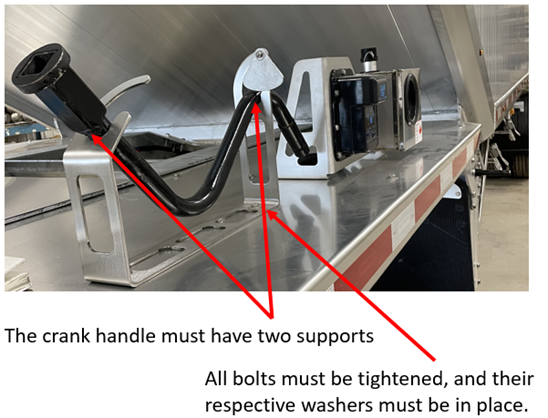 The crank handle must have two supports
All bolts must be tightened, and their
respective washers must be in place.